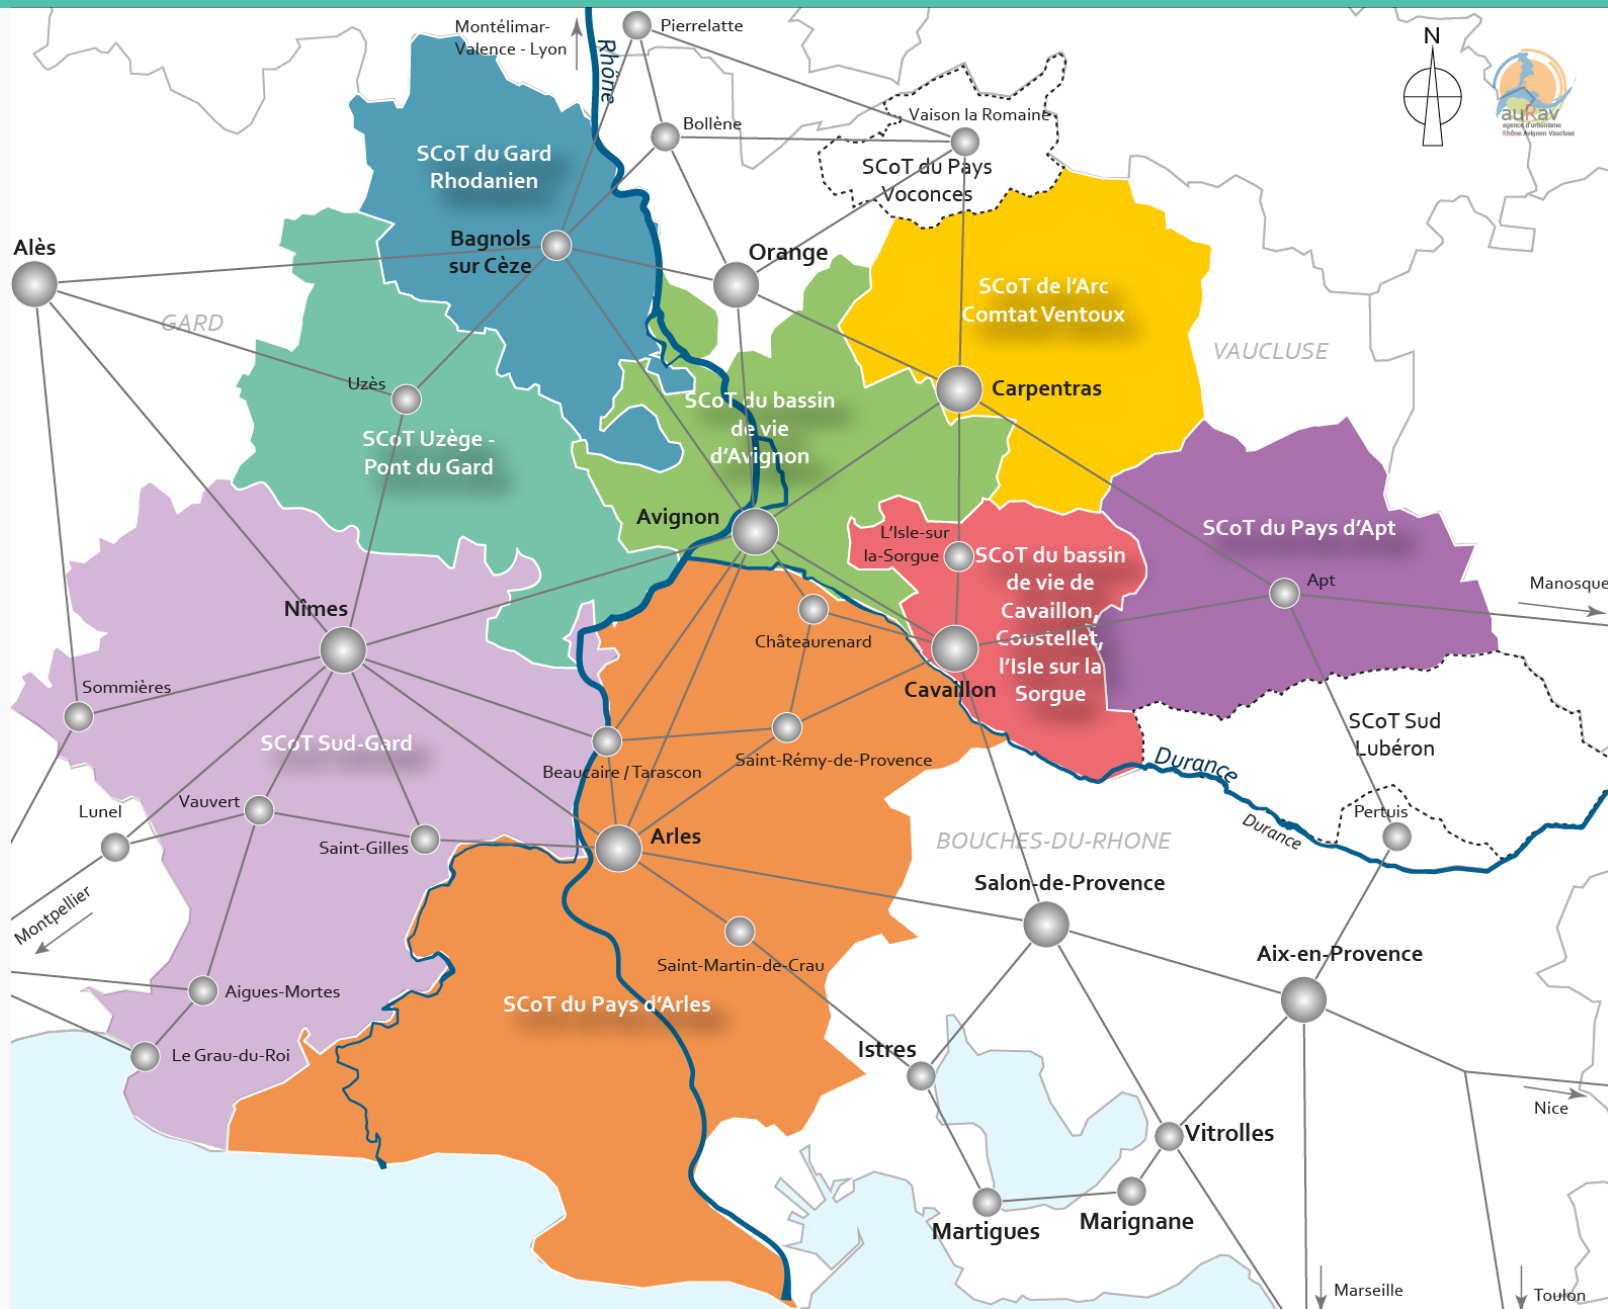 Montélimar-
Valence - Lyon
Rhône
Pierrelatte
N
auRav
agence d'urbanisme
Rhône Avignon Vaucluse
Vaison la Romaine
Bollène
SCoT du Gard
Rhodanien
SCoT du Pays
Voconces
Bagnols
sur Cèze
Alès
Orange
SCoT de l'Arc
Comtat Ventoux
GARD
VAUCLUSE
Uzès
Carpentras
SCoT du bassin
de vie
d'Avignon
SCoT Uzège -
Pont du Gard
Avignon
SCoT du Pays d'Apt
L'Isle-sur
la-Sorgue
SCoT du bassin
de vie de
Cavaillon,
Coustellet,
l'Isle sur la
Sorgue
Apt
Manosque
Nîmes
Châteaurenard
Cavaillon
Sommières
SCoT Sud
Lubéron
SCoT Sud-Gard
Saint-Rémy-de-Provence
Beaucaire / Tarascon
Durance
Vauvert
Lunel
Pertuis
Durance
Saint-Gilles
Arles
BOUCHES-DU-RHONE
Salon-de-Provence
Montpellier
Aix-en-Provence
Saint-Martin-de-Crau
Aigues-Mortes
SCoT du Pays d'Arles
Le Grau-du-Roi
Istres
Nice
Vitrolles
Martigues
Marignane
Marseille
Toulon